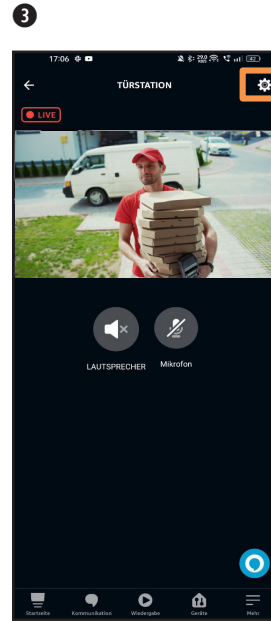 3
17:06
TÜRSTATION
LIVE
LAUTSPRECHER Mikrofon
Startseite Kommunikation Wiedergabe Geräte Mehr